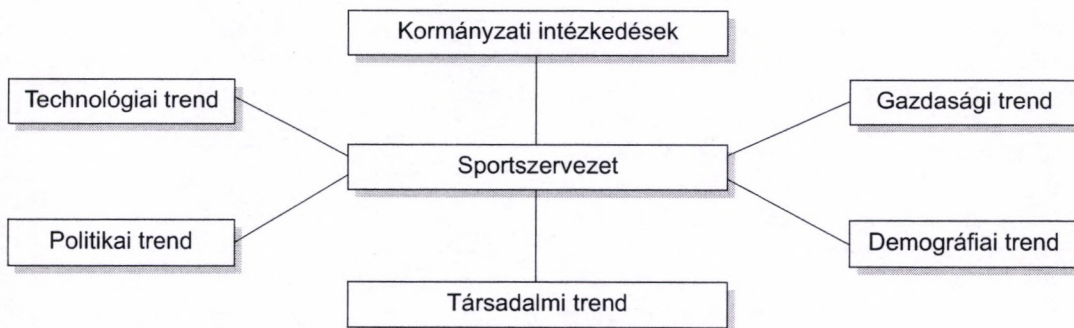 Kormányzati intézkedések
Technológiai trend
Gazdasági trend
Sportszervezet
Politikai trend
Demográfiai trend
Társadalmi trend